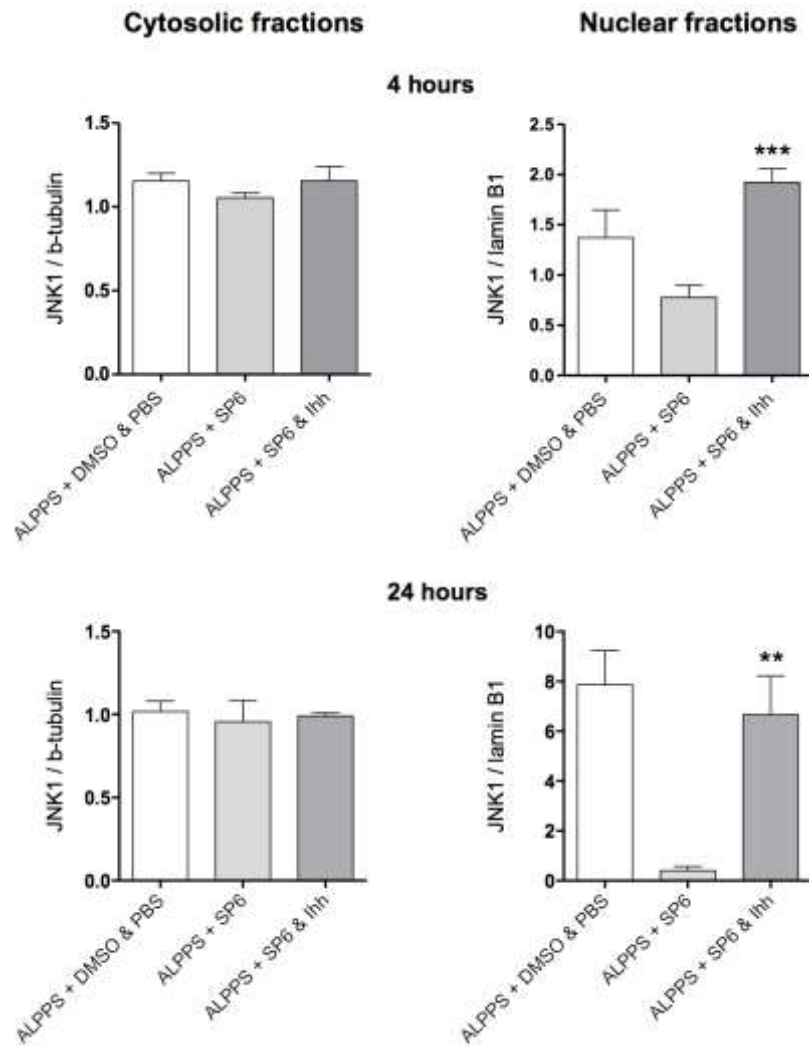 Cytosolic fractions
Nuclear fractions
4 hours
JNK1 / b-tubulin
1.5
1.0
0.5
0.0
ALPPS + DMSO & PBS
ALPPS + SP6
ALPPS + SP6 & Ihh
JNK1 / lamin B1
2.5
2.0
1.5
1.0
0.5
0.0
***
ALPPS + DMSO & PBS
ALPPS + SP6
ALPPS + SP6 & Ihh
24 hours
JNK1 / b-tubulin
1.5
1.0
0.5
0.0
ALPPS + DMSO & PBS
ALPPS + SP6
ALPPS + SP6 & Ihh
JNK1 / lamin B1
10
8
6
4
2
0
**
ALPPS + DMSO & PBS
ALPPS + SP6
ALPPS + SP6 & Ihh